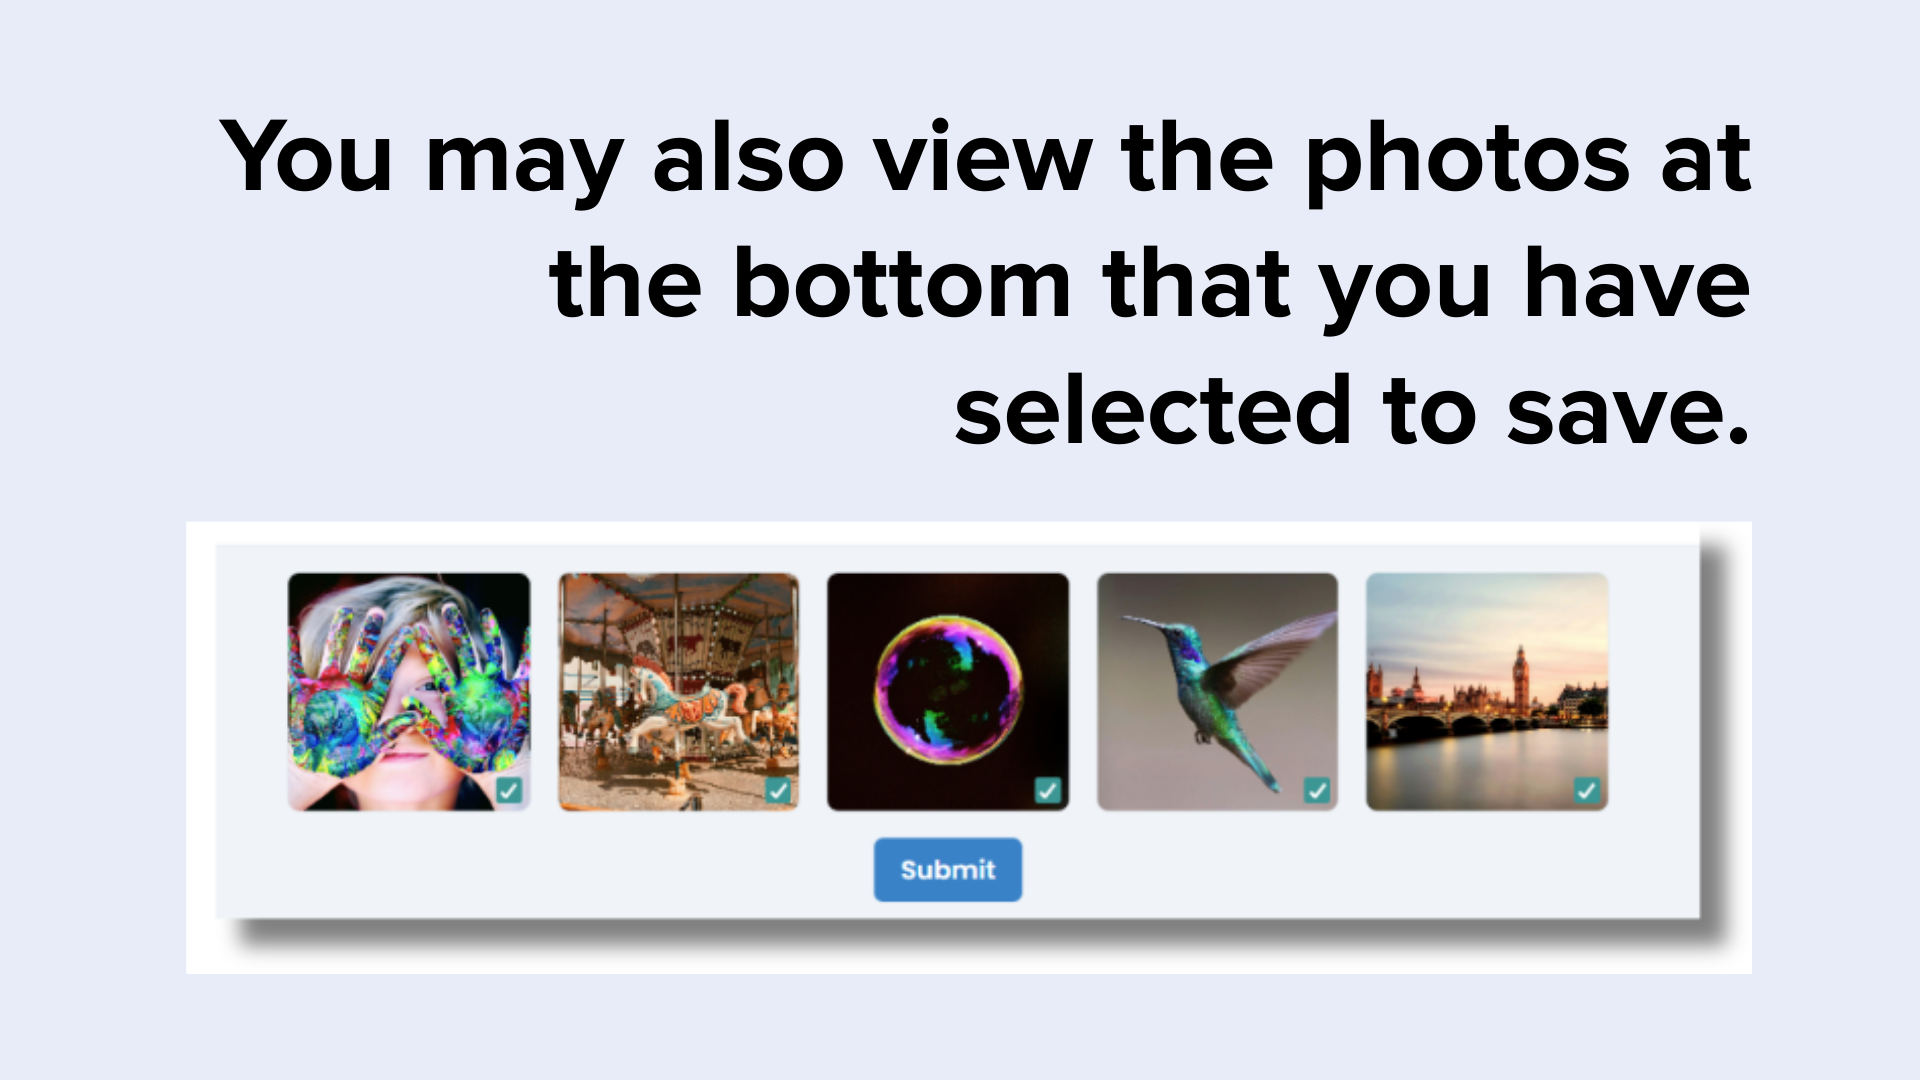 You may also view the photos at
the bottom that you have
selected to save.
Submit